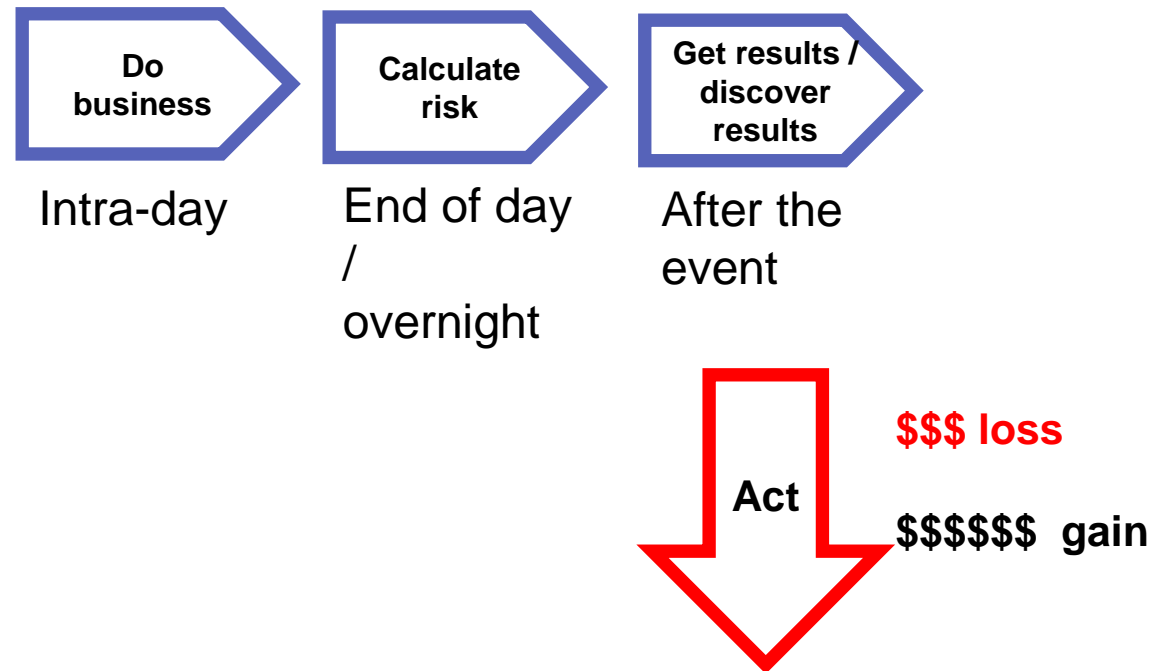 Do
business
Calculate
risk
Get results /
discover
results
Intra-day
End of day
/
overnight
After the
event
Act
$$$ loss
$$$$$$  gain